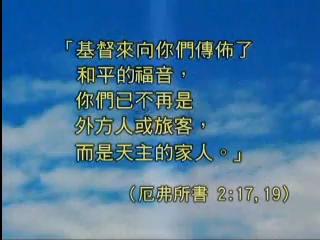 「基督來向你們傳佈了
和平的福音，
你們已不再是
外方人或旅客，
而是天主的家人。」
（厄弗所書 2:17,19）